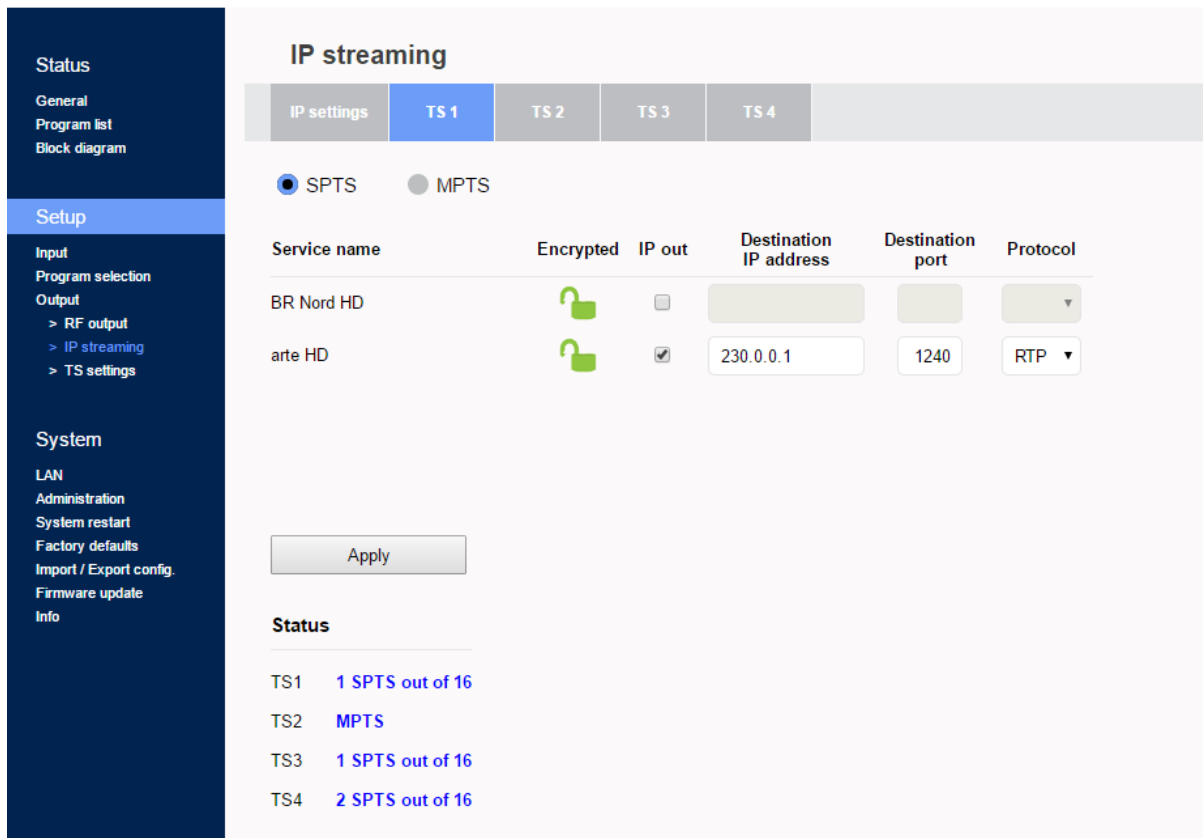 Status
General
Program list
Block diagram
Setup
Input
Program selection
Output
> RF output
> IP streaming
> TS settings
System
LAN
Administration
System restart
Factory defaults
Import / Export config.
Firmware update
Info
IP streaming
IP settings TS 1 TS 2 TS 3 TS 4
SPTS MPTS
Service name Encrypted IP out Destination IP address Destination port Protocol
BR Nord HD
arte HD 230.0.0.1 1240 RTP
Apply
Status
TS1 1 SPTS out of 16
TS2 MPTS
TS3 1 SPTS out of 16
TS4 2 SPTS out of 16